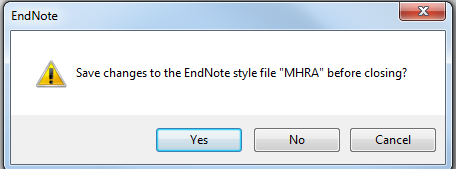 EndNote
Save changes to the EndNote style file "MHRA" before closing?
Yes
No
Cancel